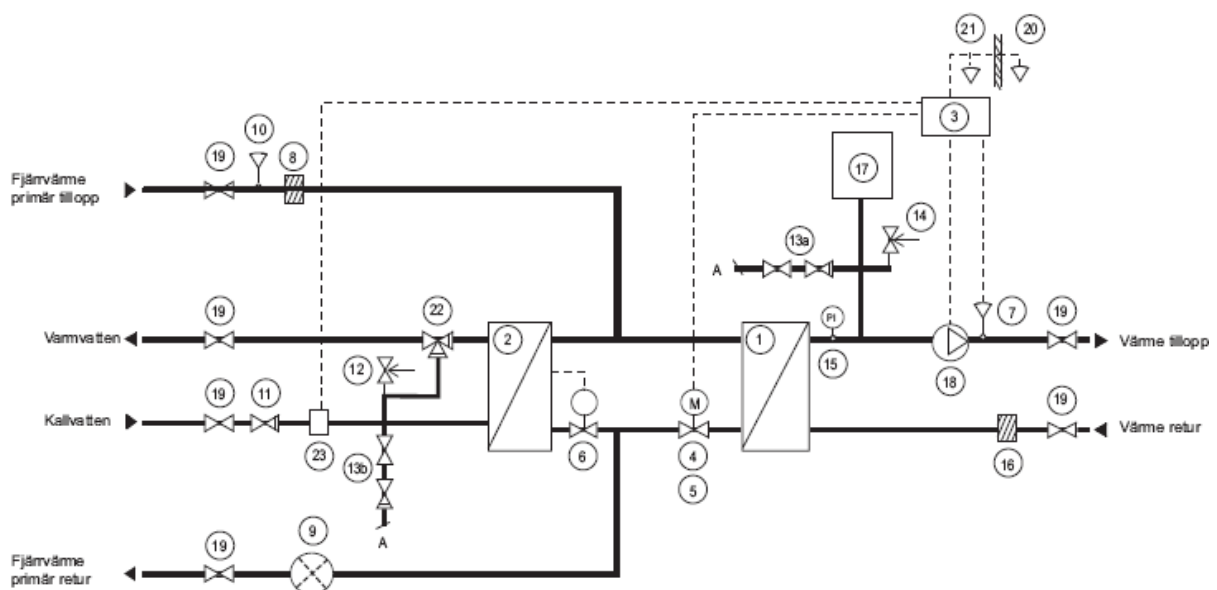 21
20
3
10
19
8
17
Fjärrvärme
primär tillopp
14
13a
A
19
22
PI
7
19
Varmvatten
2
1
Värme tillopp
12
15
18
19
11
M
19
Kallvatten
Värme retur
23
13b
6
4
16
5
9
A
19
Fjärrvärme
primär retur